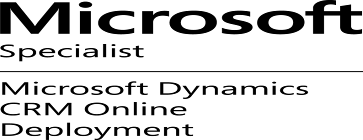 Microsoft
Specialist
Microsoft Dynamics
CRM Online
Deployment